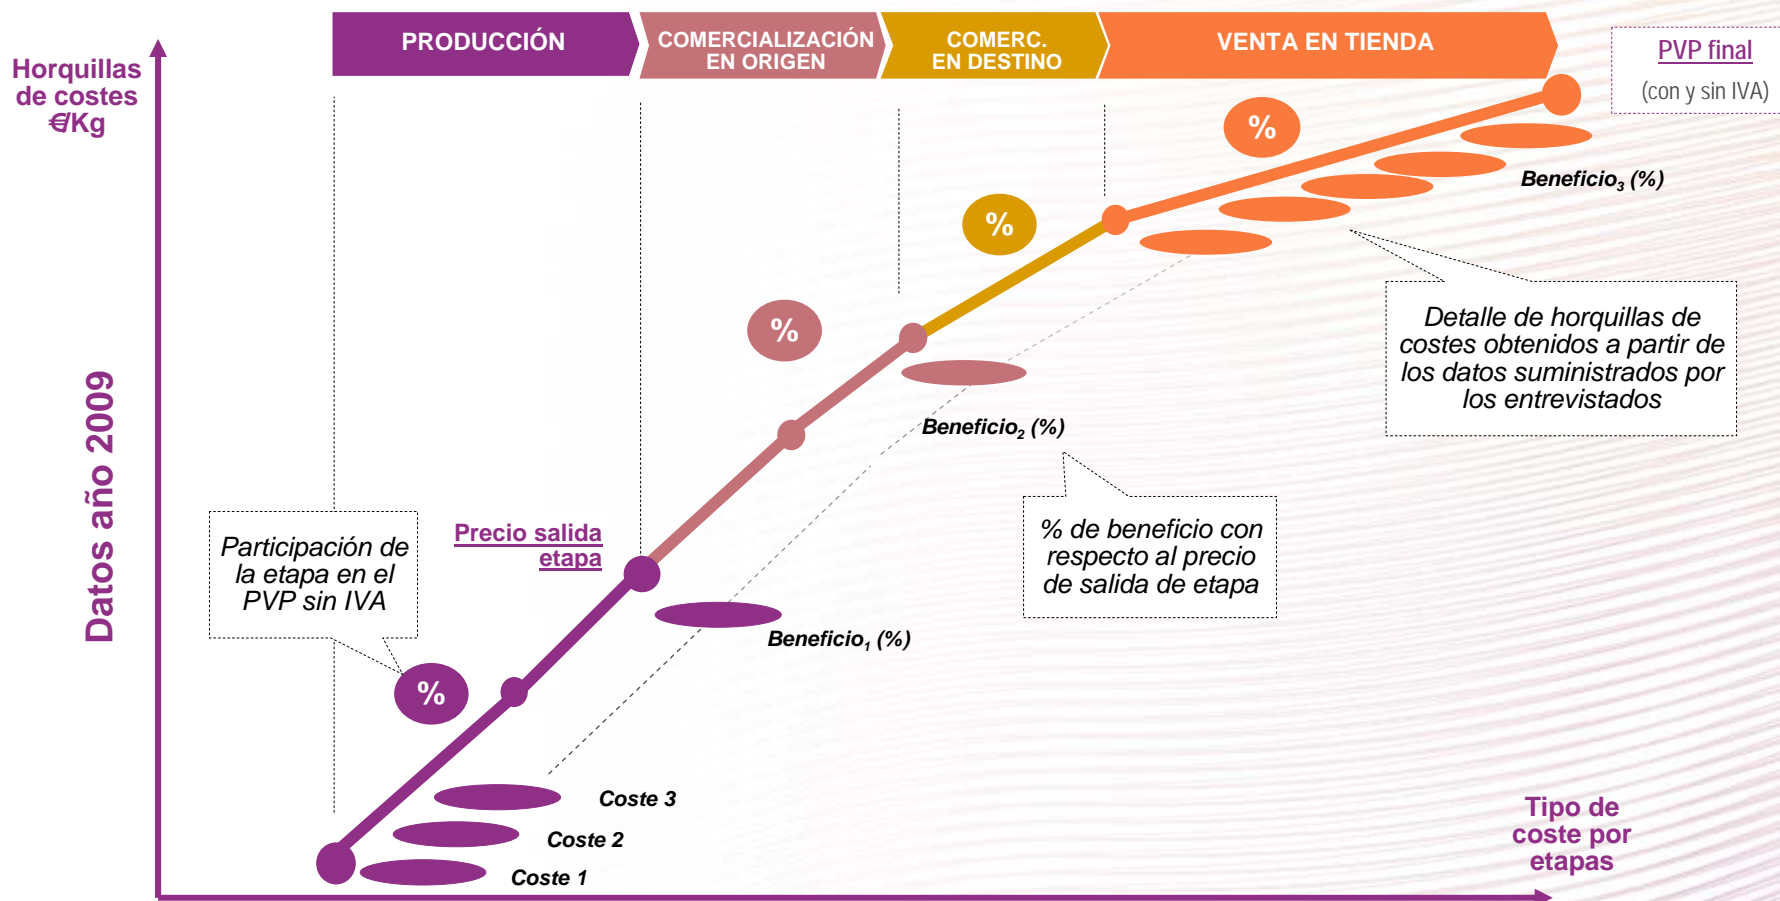 PRODUCCIÓN
COMERCIALIZACIÓN
EN ORIGEN
COMERC.
EN DESTINO
VENTA EN TIENDA
PVP final
(con y sin IVA)
Horquillas
de costes
€/Kg
%
Beneficio3 (%)
%
Detalle de horquillas de
costes obtenidos a partir de
los datos suministrados por
los entrevistados
%
Beneficio2 (%)
Datos año 2009
% de beneficio con
respecto al precio
de salida de etapa
Precio salida
etapa
Participación de
la etapa en el
PVP sin IVA
Beneficio1 (%)
%
Coste 3
Coste 2
Coste 1
Tipo de
coste por
etapas